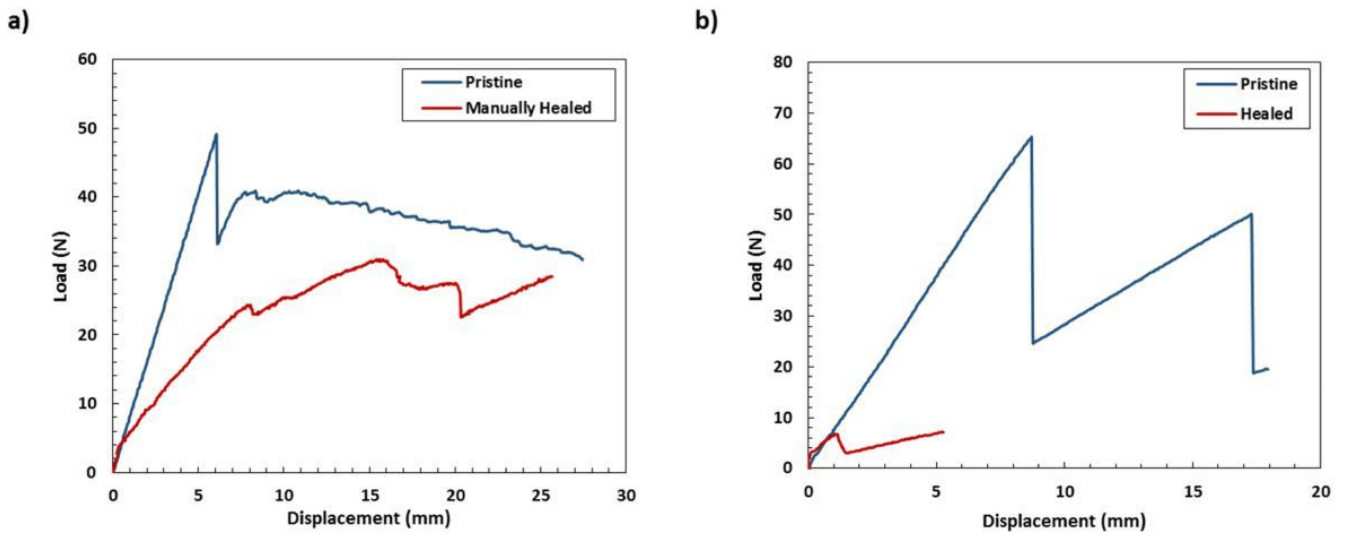 a)
60
50
40
30
20
10
0
Load (N)
Pristine
Manually Healed
0 5 10 15 20 25 30
Displacement (mm)
b)
80
70
60
50
40
30
20
10
0
Load (N)
Pristine
Healed
0 5 10 15 20
Displacement (mm)